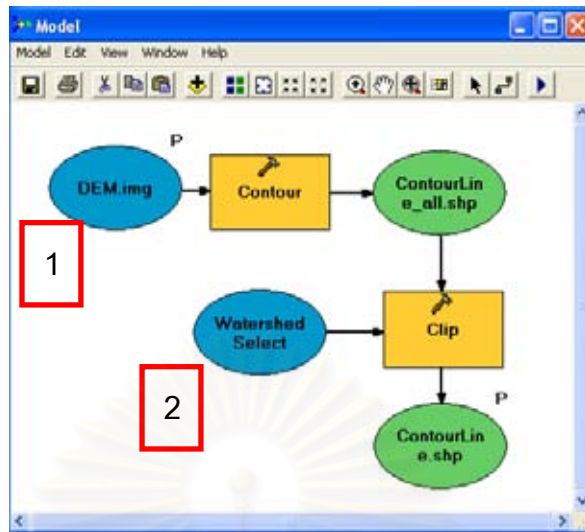 Model
Model Edit View Window Help
P
DEM.img
Contour
ContourLin
e_all.shp
1
Watershed
Select
Clip
2
P
ContourLin
e.shp